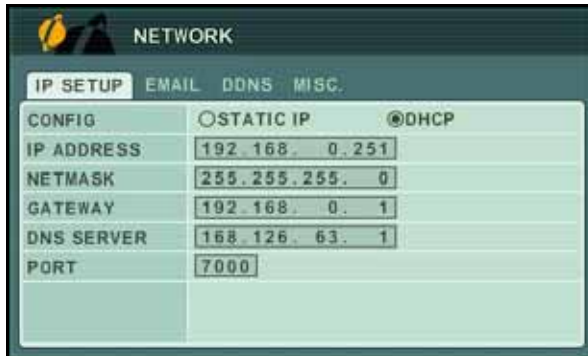 NETWORK
IP SETUP EMAIL DDNS MISC.
CONFIG ○STATIC IP ◉DHCP
IP ADDRESS 192.168. 0.251
NETMASK 255.255.255. 0
GATEWAY 192.168. 0. 1
DNS SERVER 168.126. 63. 1
PORT 7000